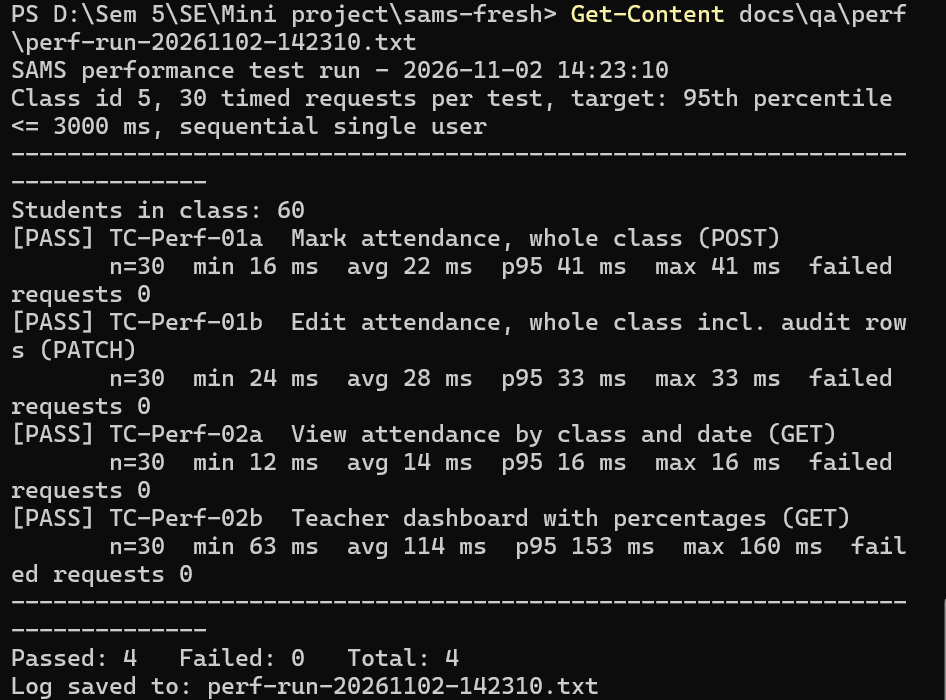 PS D:\Sem 5\SE\Mini project\sams-fresh> Get-Content docs\qa\perf
\perf-run-20261102-142310.txt
SAMS performance test run - 2026-11-02 14:23:10
Class id 5, 30 timed requests per test, target: 95th percentile
<= 3000 ms, sequential single user
----------------------------------------------------------------
--------------
Students in class: 60
[PASS] TC-Perf-01a  Mark attendance, whole class (POST)
       n=30  min 16 ms  avg 22 ms  p95 41 ms  max 41 ms  failed
requests 0
[PASS] TC-Perf-01b  Edit attendance, whole class incl. audit row
s (PATCH)
       n=30  min 24 ms  avg 28 ms  p95 33 ms  max 33 ms  failed
requests 0
[PASS] TC-Perf-02a  View attendance by class and date (GET)
       n=30  min 12 ms  avg 14 ms  p95 16 ms  max 16 ms  failed
requests 0
[PASS] TC-Perf-02b  Teacher dashboard with percentages (GET)
       n=30  min 63 ms  avg 114 ms  p95 153 ms  max 160 ms  fail
ed requests 0
----------------------------------------------------------------
--------------
Passed: 4   Failed: 0   Total: 4
Log saved to: perf-run-20261102-142310.txt